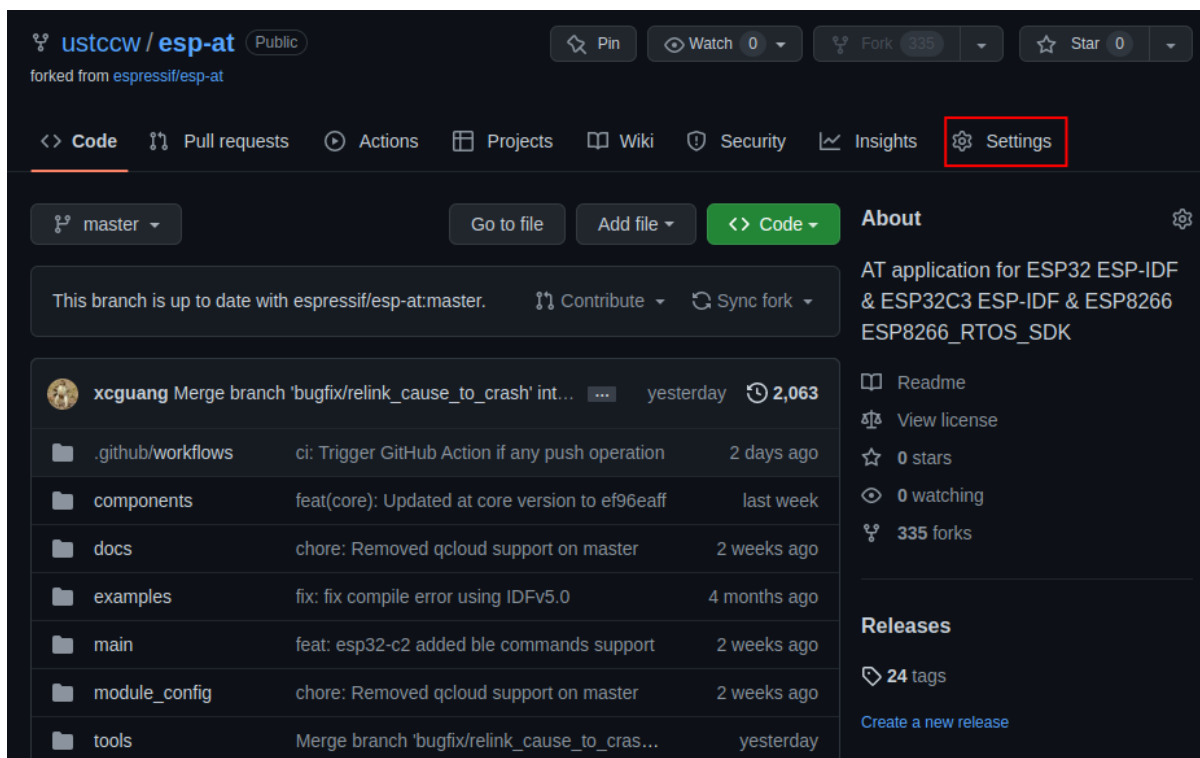 ustccw / esp-at Public Pin Watch 0 Fork 335 Star 0
forked from espressif/esp-at
Code Pull requests Actions Projects Wiki Security Insights Settings
master Go to file Add file Code
This branch is up to date with espressif/esp-at:master. Contribute Sync fork
xcguang Merge branch 'bugfix/relink_cause_to_crash' int... ... yesterday 2,063
.github/workflows ci: Trigger GitHub Action if any push operation 2 days ago
components feat(core): Updated at core version to ef96eaff last week
docs chore: Removed qcloud support on master 2 weeks ago
examples fix: fix compile error using IDFv5.0 4 months ago
main feat: esp32-c2 added ble commands support 2 weeks ago
module_config chore: Removed qcloud support on master 2 weeks ago
tools Merge branch 'bugfix/relink_cause_to_cras... yesterday
About
AT application for ESP32 ESP-IDF
& ESP32C3 ESP-IDF & ESP8266
ESP8266_RTOS_SDK
Readme
View license
0 stars
0 watching
335 forks
Releases
24 tags
Create a new release